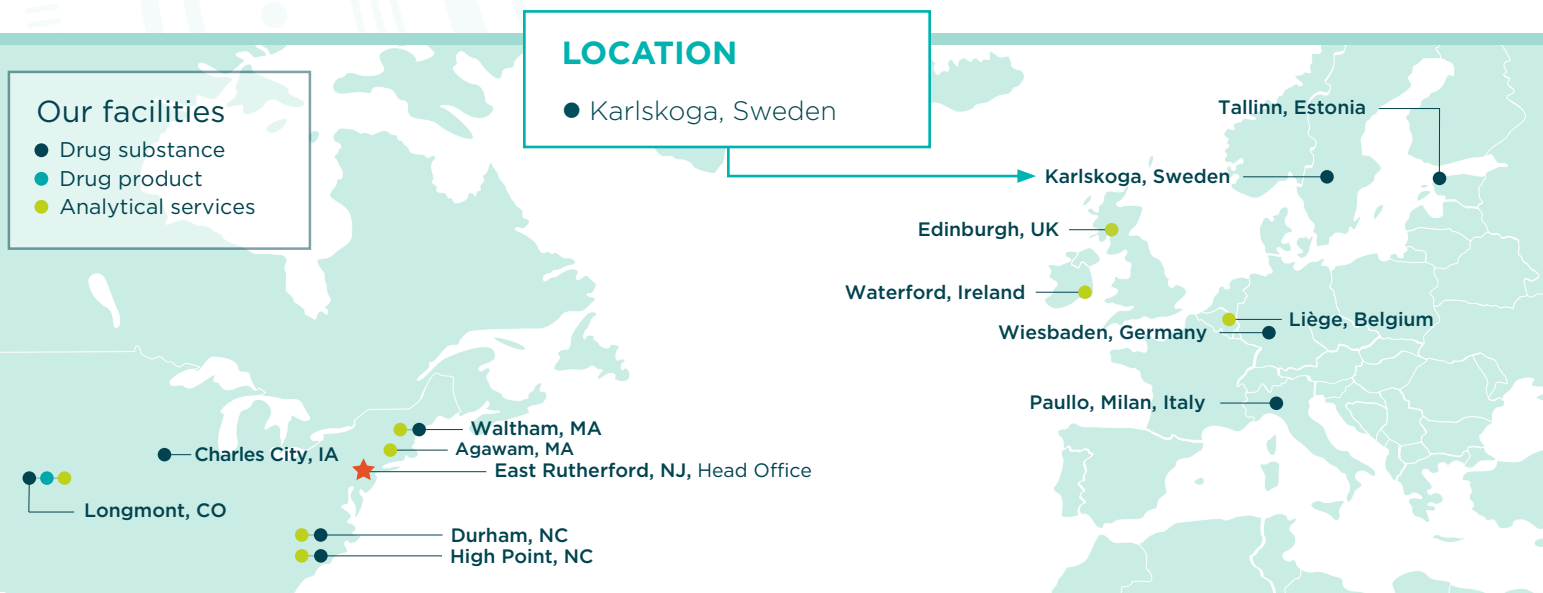 LOCATION
Karlskoga, Sweden
Our facilities
Drug substance
Drug product
Analytical services
Tallinn, Estonia
Karlskoga, Sweden
Edinburgh, UK
Waterford, Ireland
Liège, Belgium
Wiesbaden, Germany
Paullo, Milan, Italy
Waltham, MA
Agawam, MA
Charles City, IA
East Rutherford, NJ, Head Office
Longmont, CO
Durham, NC
High Point, NC